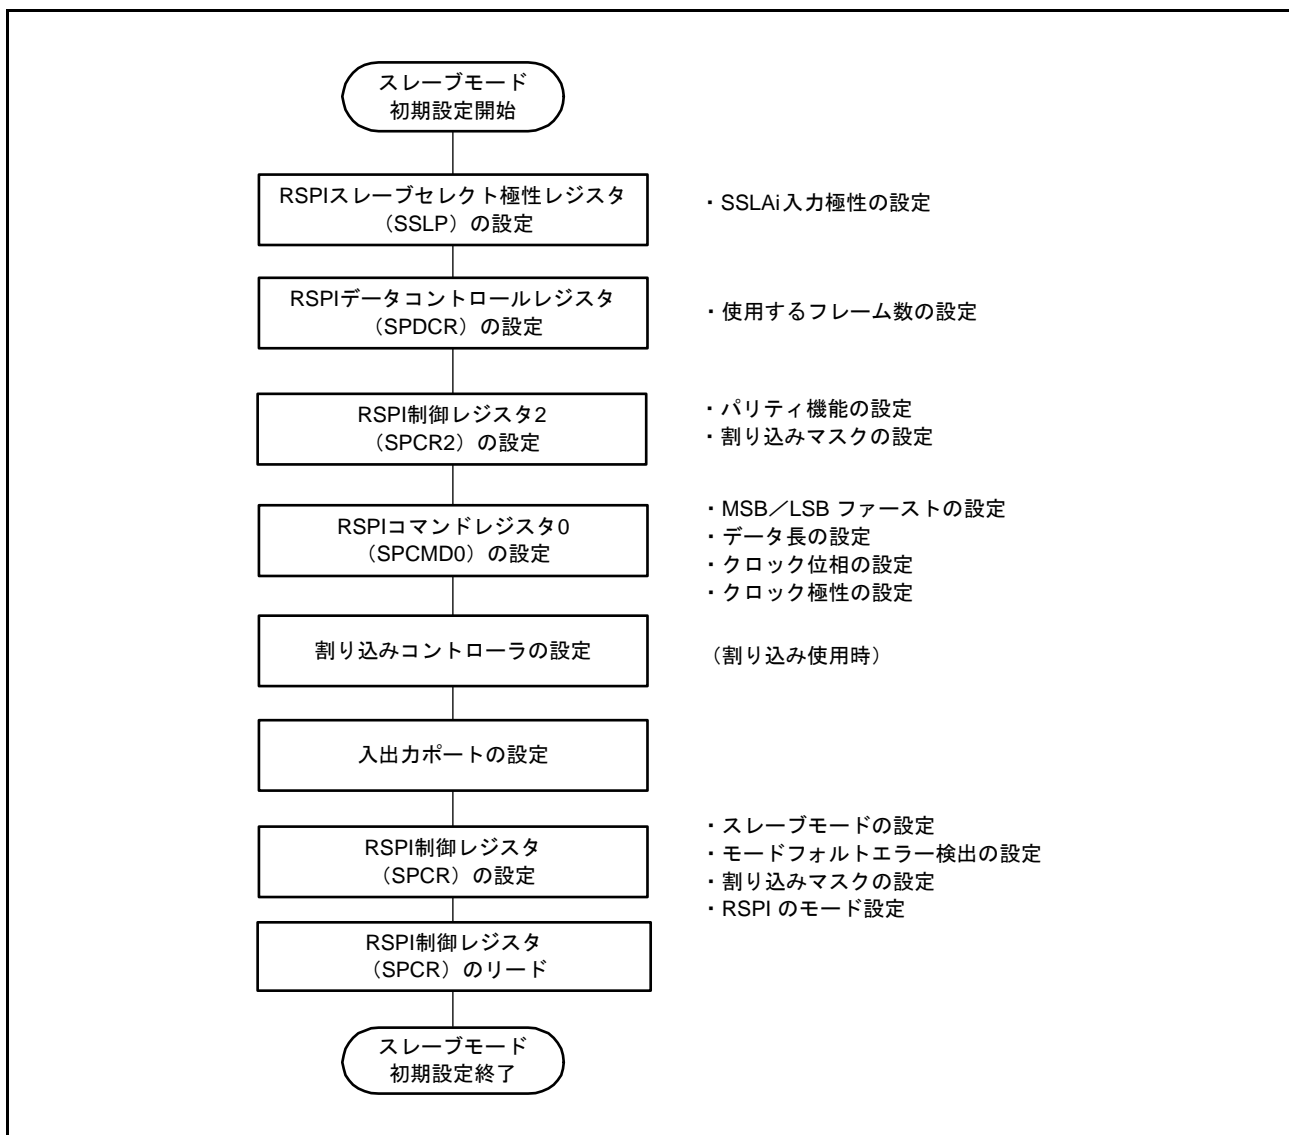 スレーブモード
初期設定開始
RSPIスレーブセレクト極性レジスタ
（SSLP）の設定
・SSLAi入力極性の設定
RSPIデータコントロールレジスタ
（SPDCR）の設定
・使用するフレーム数の設定
RSPI制御レジスタ2
（SPCR2）の設定
・パリティ機能の設定
・割り込みマスクの設定
RSPIコマンドレジスタ0
（SPCMD0）の設定
・MSB／LSB ファーストの設定
・データ長の設定
・クロック位相の設定
・クロック極性の設定
割り込みコントローラの設定
（割り込み使用時）
入出力ポートの設定
RSPI制御レジスタ
（SPCR）の設定
・スレーブモードの設定
・モードフォルトエラー検出の設定
・割り込みマスクの設定
・RSPI のモード設定
RSPI制御レジスタ
（SPCR）のリード
スレーブモード
初期設定終了